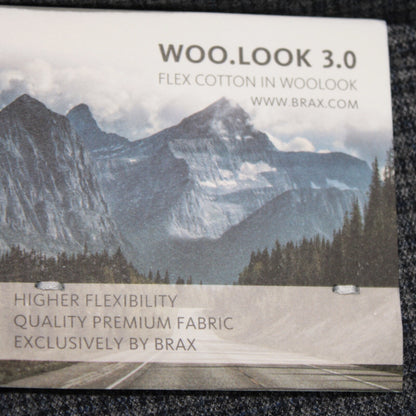 WOO.LOOK 3.0
FLEX COTTON IN WOOLOOK
WWW.BRAX.COM
HIGHER FLEXIBILITY
QUALITY PREMIUM FABRIC
EXCLUSIVELY BY BRAX